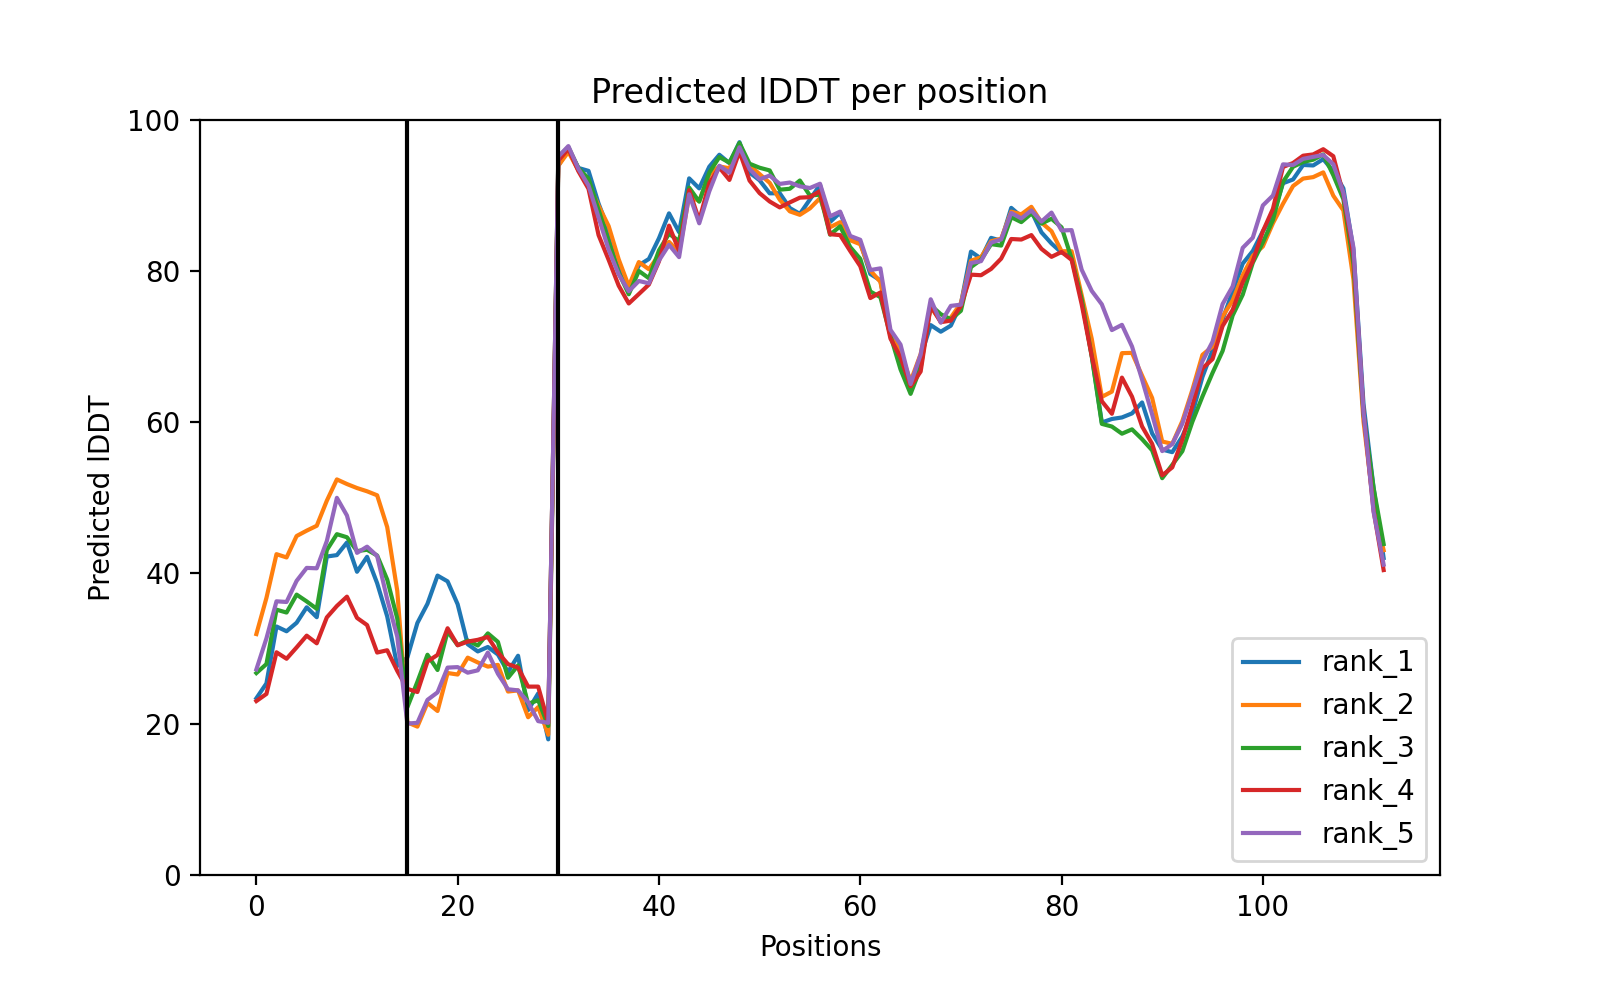 Predicted lDDT per position
100
80
60
40
20
0
Predicted lDDT
0 20 40 60 80 100
Positions
rank_1
rank_2
rank_3
rank_4
rank_5